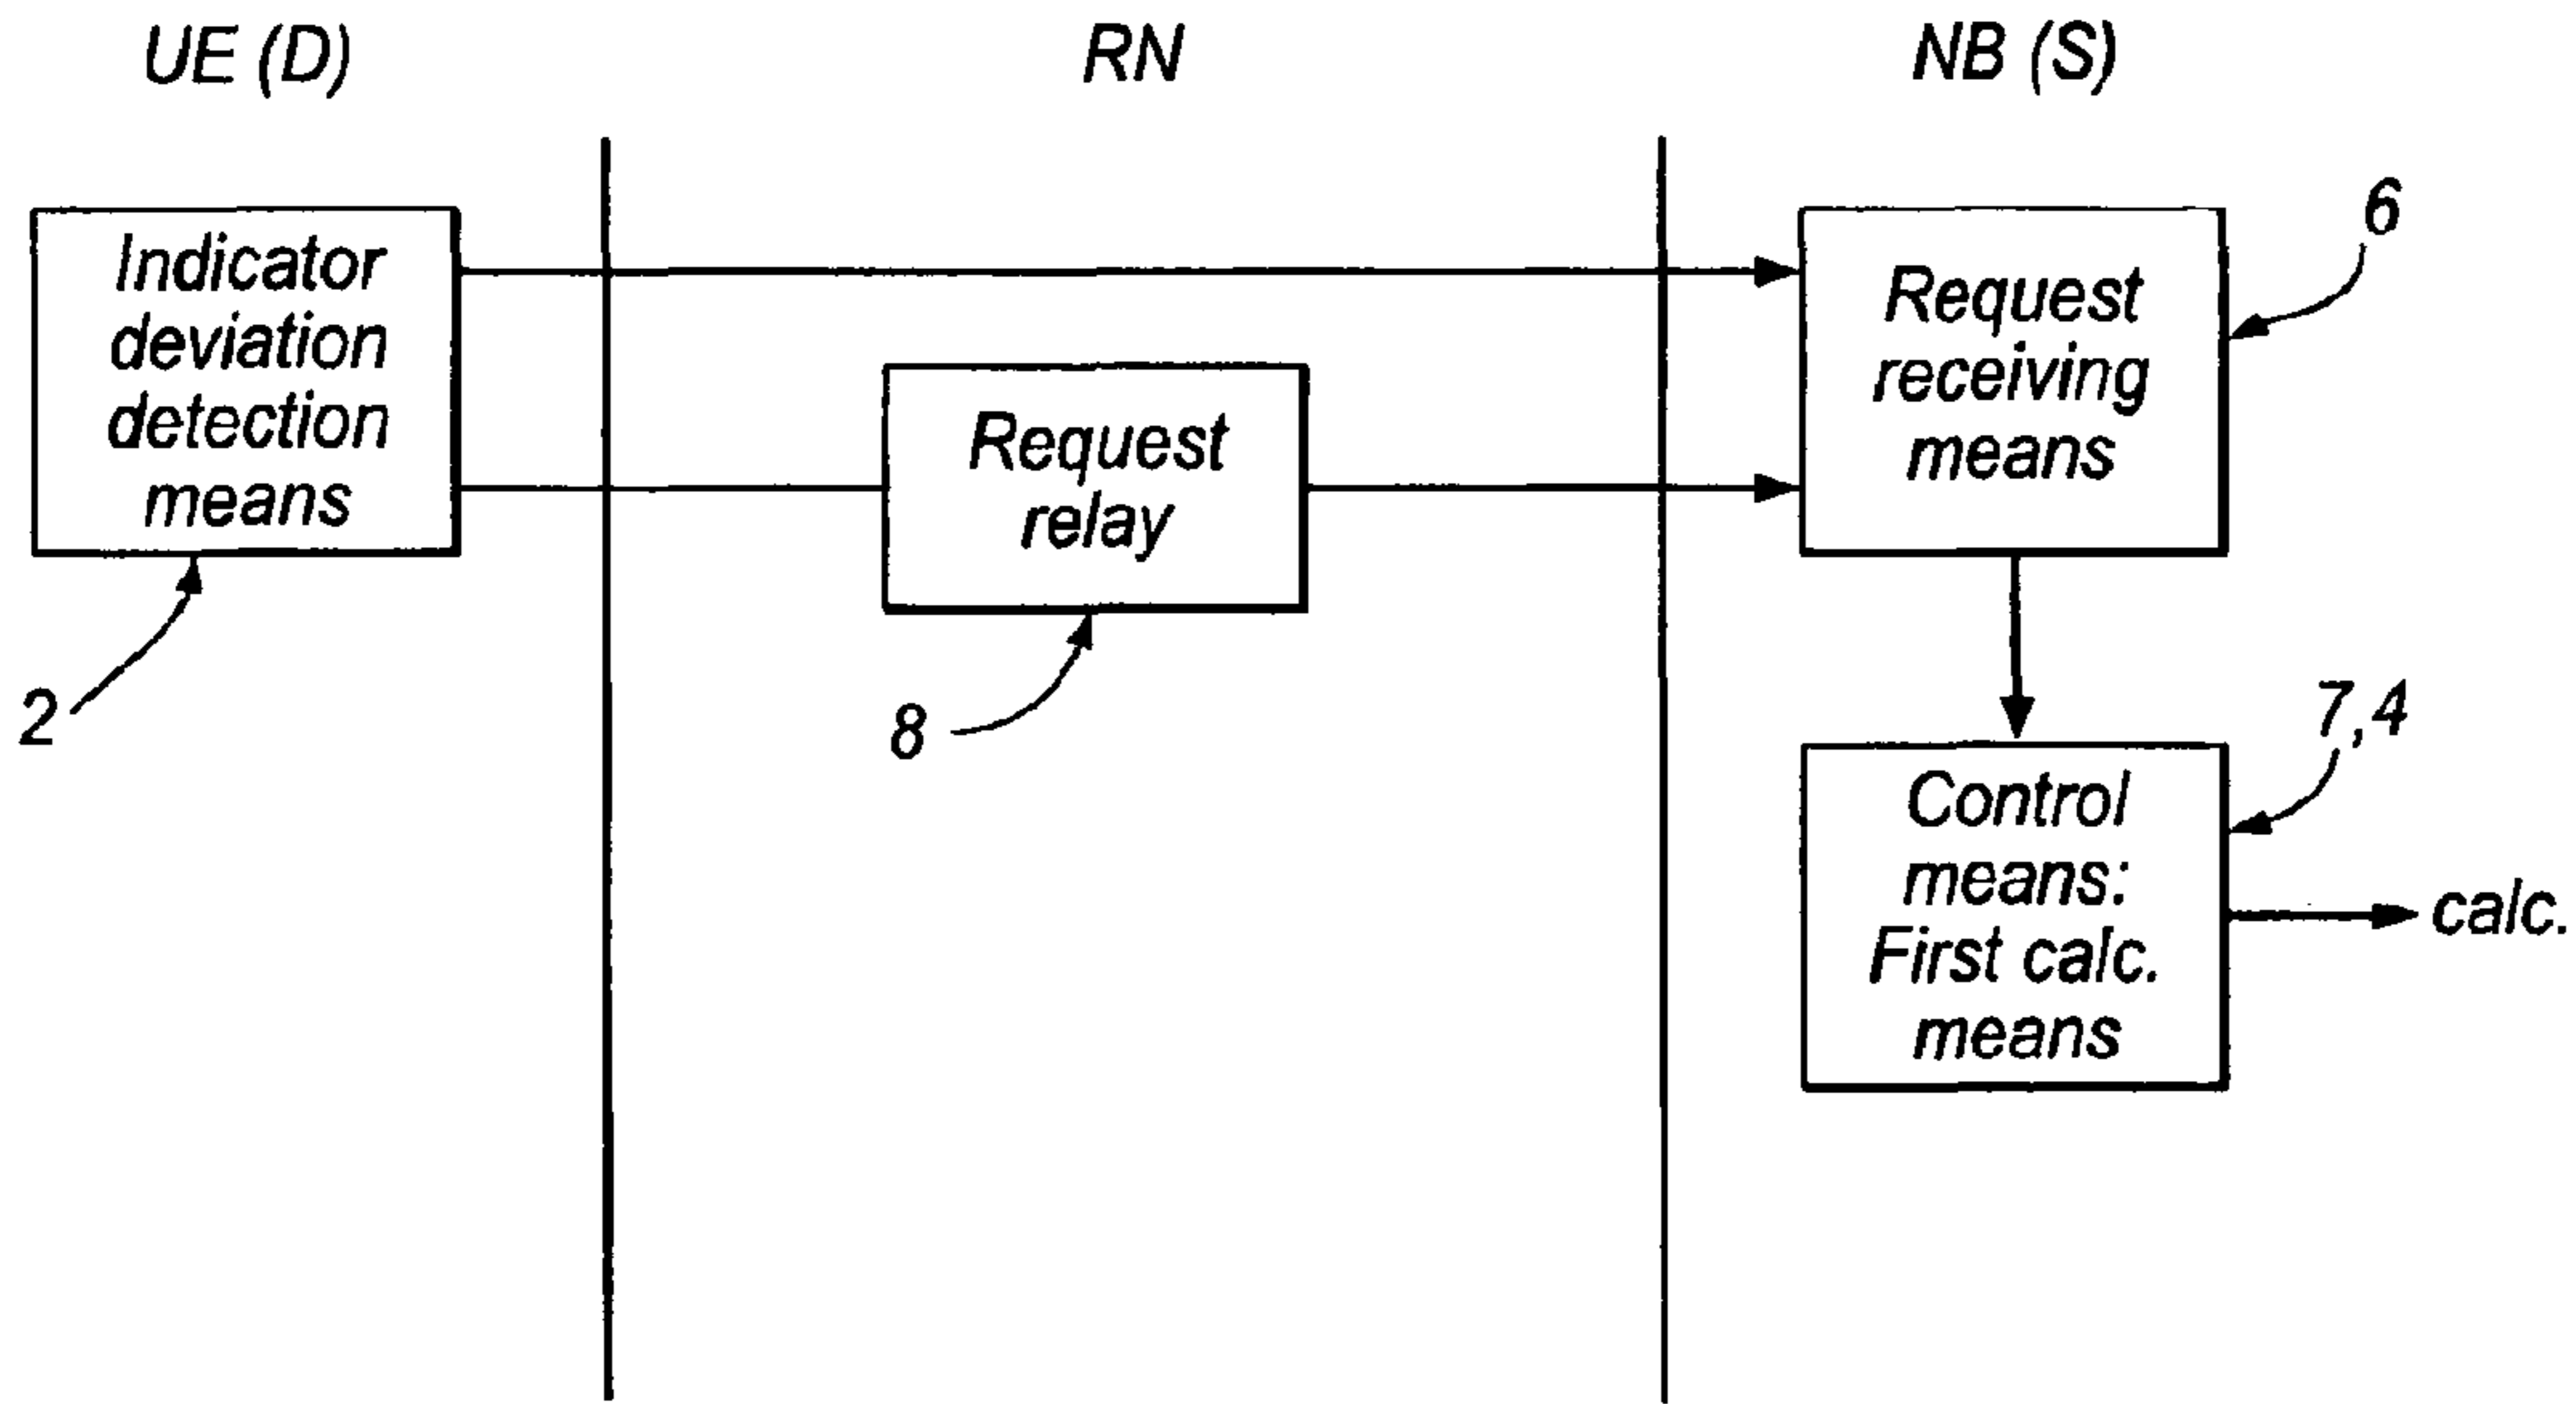 UE (D)
RN
NB (S)
Indicator
deviation
detection
means
2
Request
relay
8
Request
receiving
means
6
Control
means:
First calc.
means
7,4
calc.